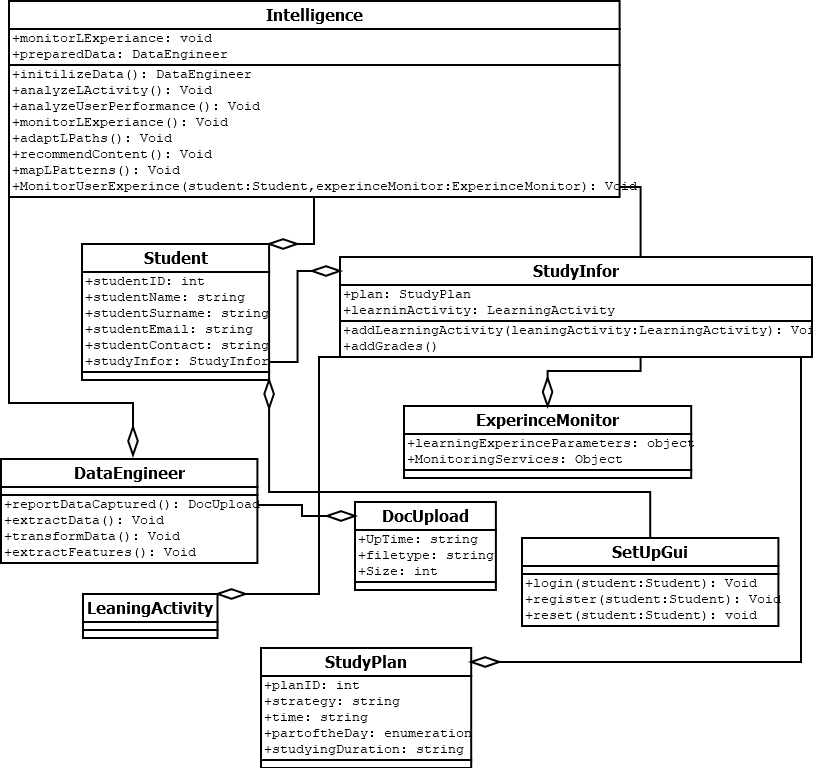 Intelligence
+monitorLExperiance: void
+preparedData: DataEngineer
+initilizeData(): DataEngineer
+analyzeLActivity(): Void
+analyzeUserPerformance(): Void
+monitorLExperiance(): Void
+adaptLPaths(): Void
+recommendContent(): Void
+mapLPatterns(): Void
+MonitorUserExperince(student:Student,experinceMonitor:ExperinceMonitor): Void
Student
+studentID: int
+studentName: string
+studentSurname: string
+studentEmail: string
+studentContact: string
+studyInfor: StudyInfor
StudyInfor
+plan: StudyPlan
+learninActivity: LearningActivity
+addLearningActivity(leaningActivity:LearningActivity): Voi
+addGrades()
ExperinceMonitor
+learningExperinceParameters: object
+MonitoringServices: Object
DataEngineer
+reportDataCaptured(): DocUpload
+extractData(): Void
+transformData(): Void
+extractFeatures(): Void
DocUpload
+UpTime: string
+filetype: string
+Size: int
SetUpGui
+login(student:Student): Void
+register(student:Student): Void
+reset(student:Student): void
LeaningActivity
StudyPlan
+planID: int
+strategy: string
+time: string
+partoftheDay: enumeration
+studyingDuration: string